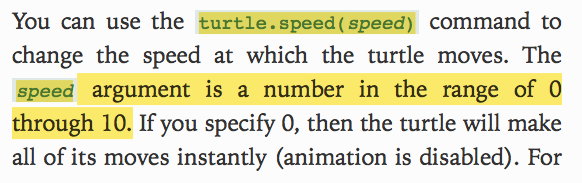 You can use the turtle.speed(speed) command to
change the speed at which the turtle moves. The
speed argument is a number in the range of 0
through 10. If you specify 0, then the turtle will make
all of its moves instantly (animation is disabled). For